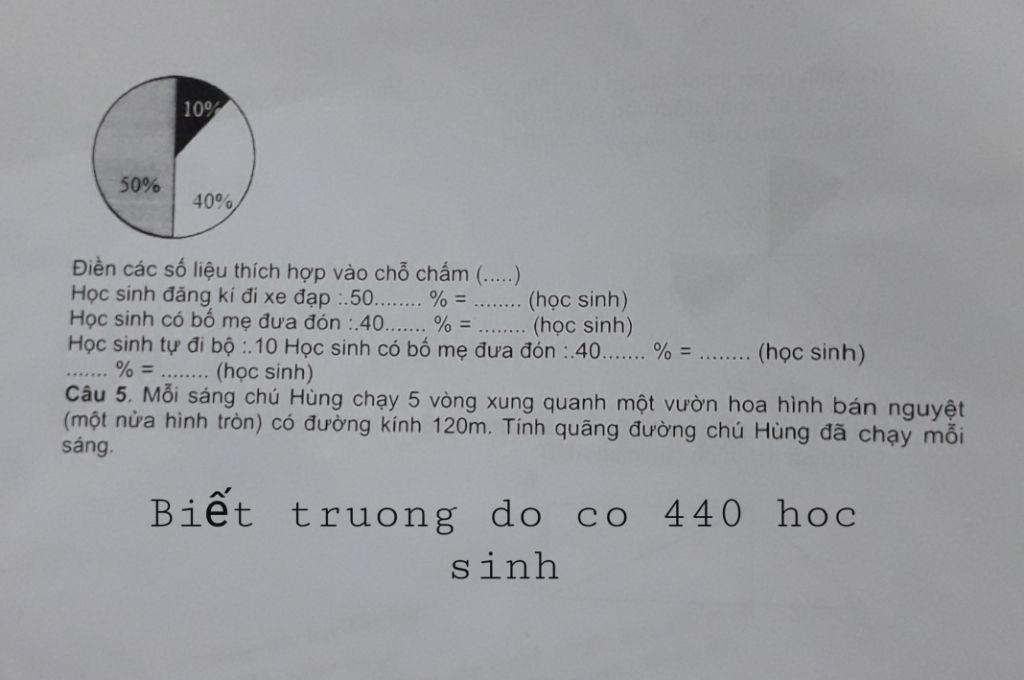 10%
50%
40%
Điền các số liệu thích hợp vào chỗ chấm (.....)
Học sinh đăng kí đi xe đạp :.50........ % = ........ (học sinh)
Học sinh có bố mẹ đưa đón :.40....... % = ........ (học sinh)
Học sinh tự đi bộ :.10 Học sinh có bố mẹ đưa đón :.40....... % = ........ (học sinh)
....... % = ........ (học sinh)
Câu 5. Mỗi sáng chú Hùng chạy 5 vòng xung quanh một vườn hoa hình bán nguyệt
(một nửa hình tròn) có đường kính 120m. Tính quãng đường chú Hùng đã chạy mỗi
sáng.
Biết truong do co 440 hoc
sinh